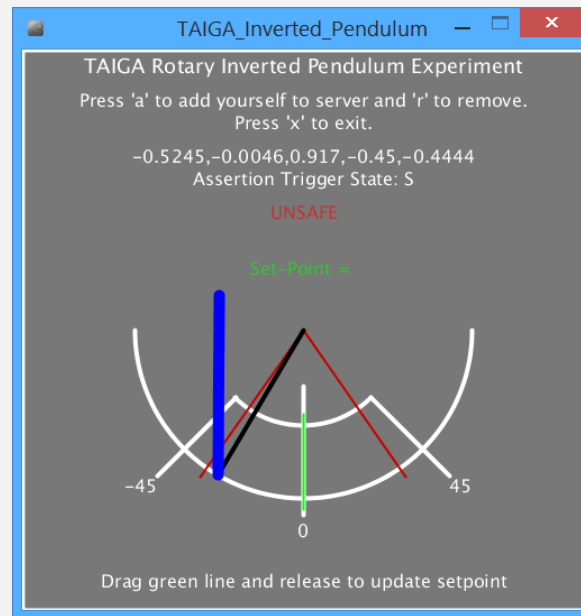 TAIGA_Inverted_Pendulum
TAIGA Rotary Inverted Pendulum Experiment
Press 'a' to add yourself to server and 'r' to remove.
Press 'x' to exit.
-0.5245,-0.0046,0.917,-0.45,-0.4444
Assertion Trigger State: S
UNSAFE
Set-Point =
-45
45
0
Drag green line and release to update setpoint